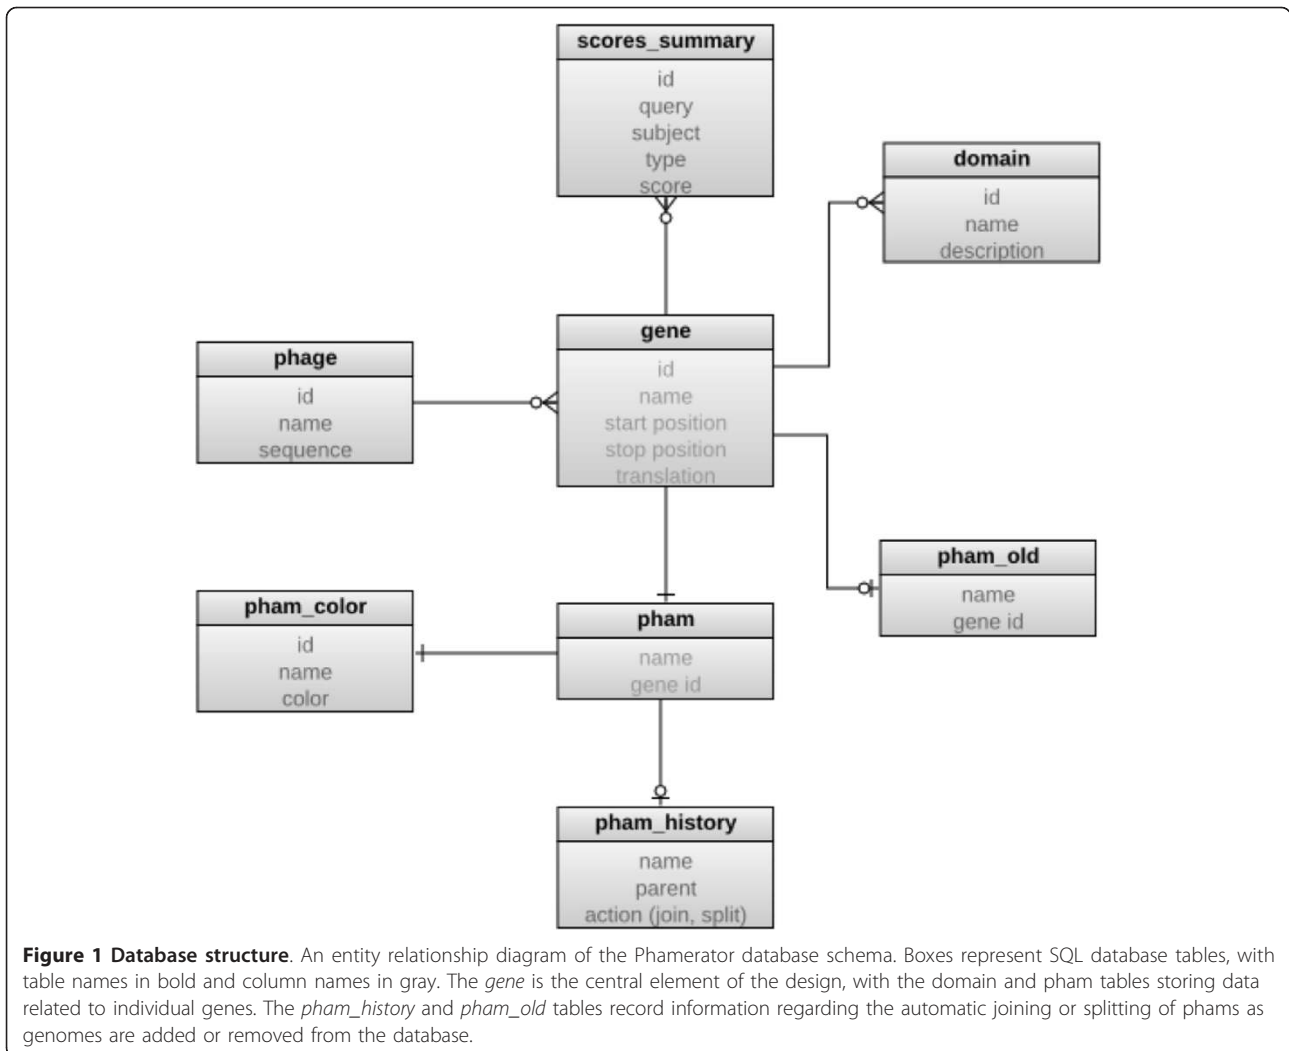 scores_summary
id
query
subject
type
score
domain
id
name
description
gene
id
name
start position
stop position
translation
phage
id
name
sequence
pham_old
name
gene id
pham_color
id
name
color
pham
name
gene id
pham_history
name
parent
action (join, split)
Figure 1 Database structure. An entity relationship diagram of the Phamerator database schema. Boxes represent SQL database tables, with
table names in bold and column names in gray. The gene is the central element of the design, with the domain and pham tables storing data
related to individual genes. The pham_history and pham_old tables record information regarding the automatic joining or splitting of phams as
genomes are added or removed from the database.